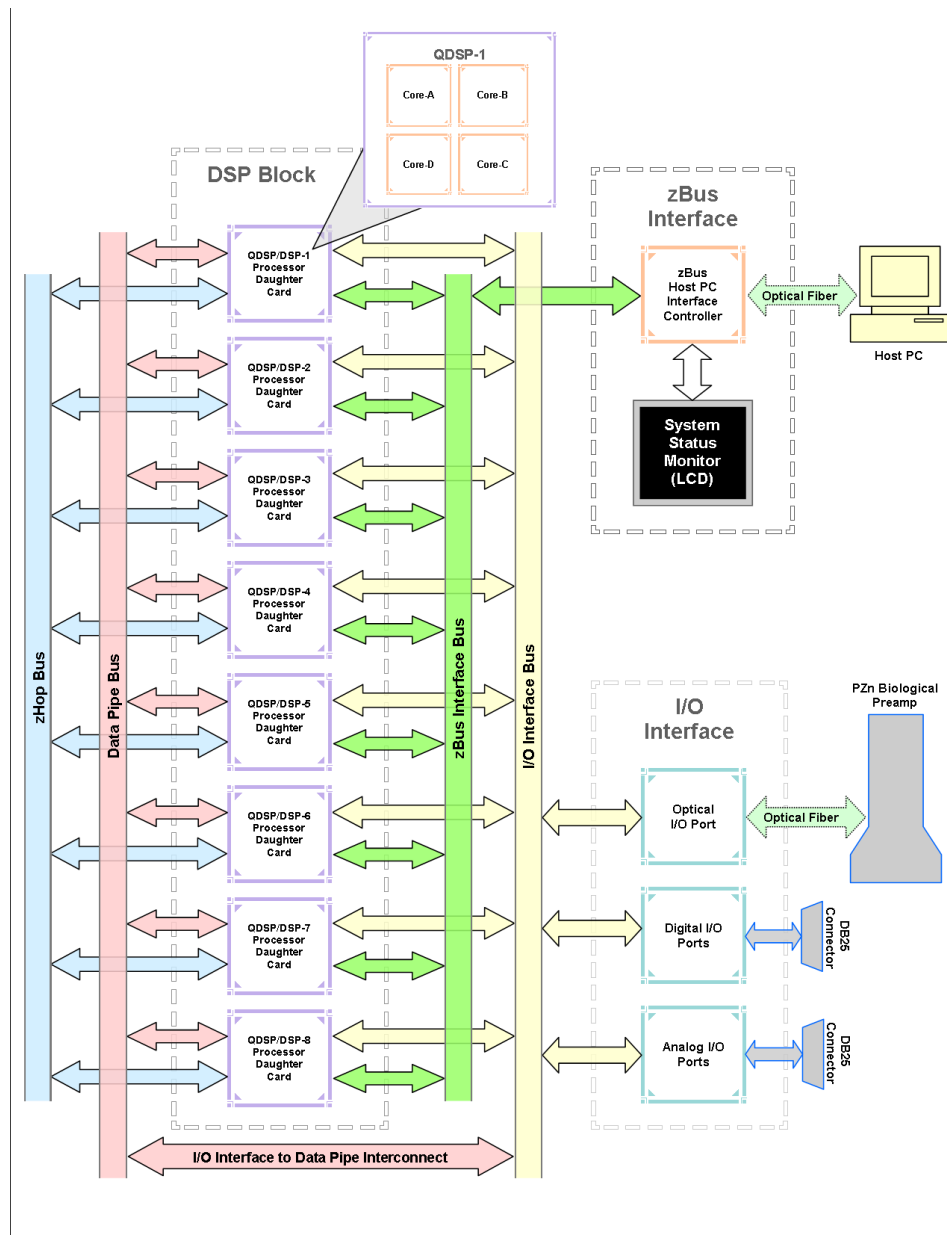 QDSP-1
Core-A
Core-B
Core-D
Core-C
DSP Block
zBus
Interface
QDSP/DSP-1
Processor
Daughter
Card
zBus
Host PC
Interface
Controller
Optical Fiber
Host PC
QDSP/DSP-2
Processor
Daughter
Card
System
Status
Monitor
(LCD)
QDSP/DSP-3
Processor
Daughter
Card
QDSP/DSP-4
Processor
Daughter
Card
zHop Bus
Data Pipe Bus
zBus Interface Bus
I/O Interface Bus
QDSP/DSP-5
Processor
Daughter
Card
I/O
Interface
PZn Biological
Preamp
QDSP/DSP-6
Processor
Daughter
Card
Optical
I/O Port
Optical Fiber
QDSP/DSP-7
Processor
Daughter
Card
Digital I/O
Ports
DB25
Connector
QDSP/DSP-8
Processor
Daughter
Card
Analog I/O
Ports
DB25
Connector
I/O Interface to Data Pipe Interconnect